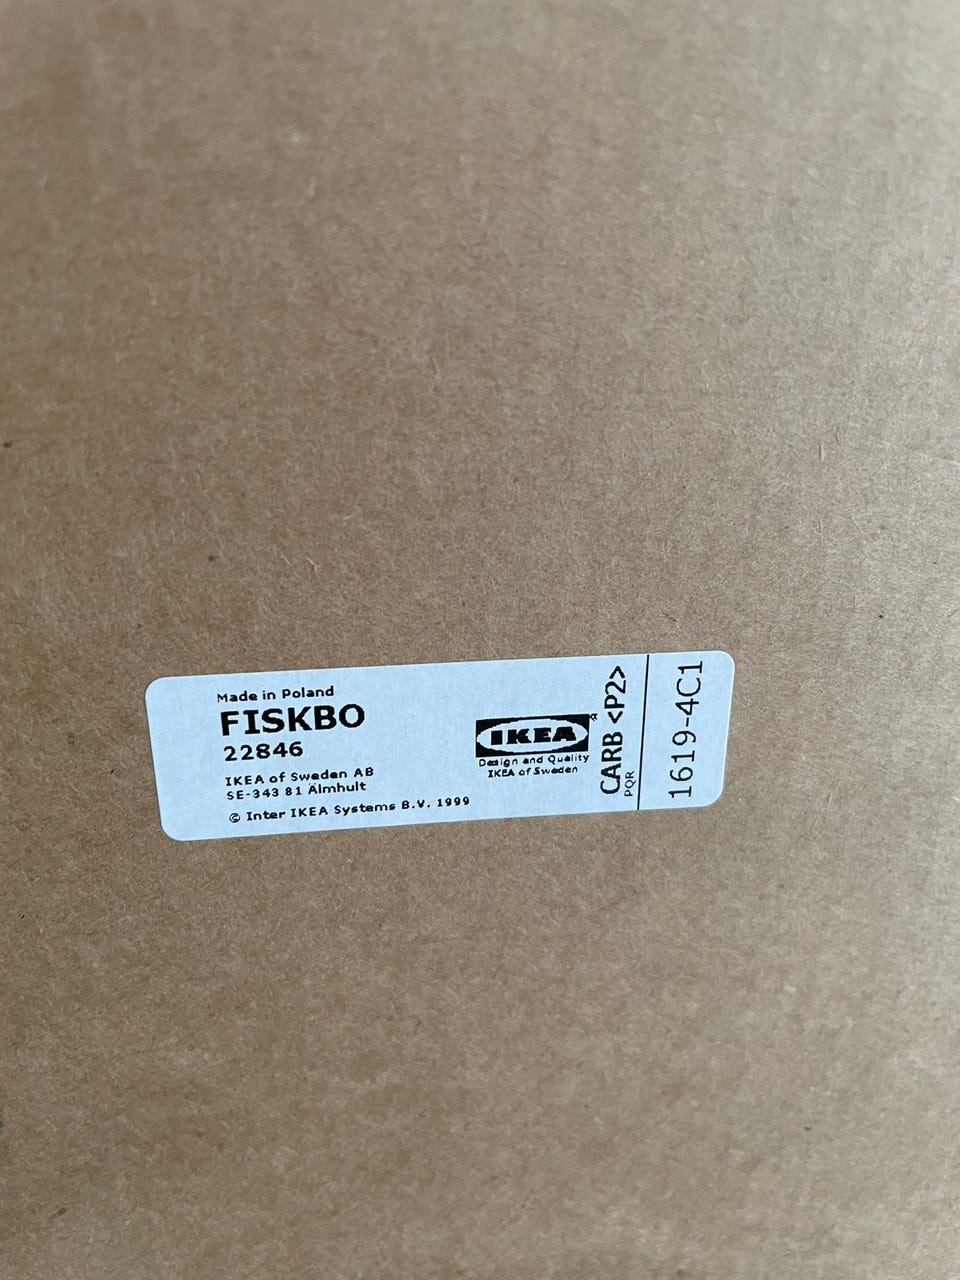 Made in Poland
FISKBO
22846
IKEA of Sweden AB
SE-343 81 Älmhult
© Inter IKEA Systems B.V. 1999
IKEA®
Design and Quality
IKEA of Sweden
CARB <P2>
PQR
1619-4C1